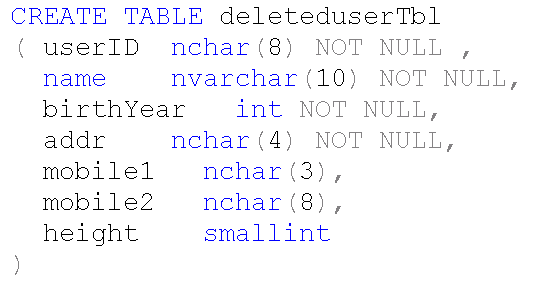 CREATE TABLE deleteduserTbl
( userID  nchar(8) NOT NULL ,
  name    nvarchar(10) NOT NULL,
  birthYear   int NOT NULL,
  addr    nchar(4) NOT NULL,
  mobile1   nchar(3),
  mobile2   nchar(8),
  height    smallint
)